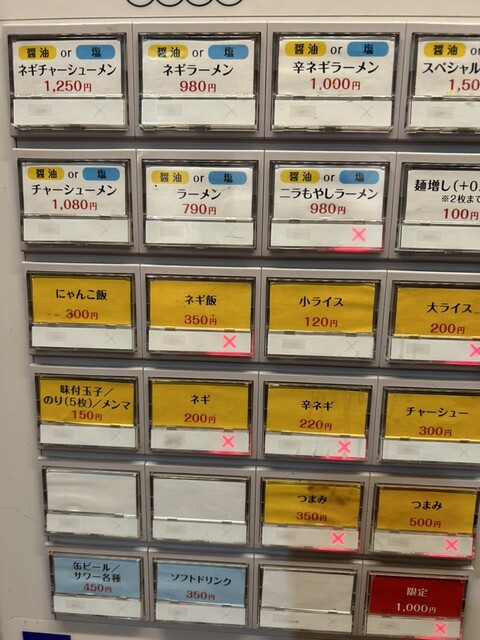 醤油 or 塩
ネギチャーシューメン
1,250円
醤油 or 塩
ネギラーメン
980円
醤油 or 塩
辛ネギラーメン
1,000円
醤油 or
スペシャル
1,50
醤油 or 塩
チャーシューメン
1,080円
醤油 or 塩
ラーメン
790円
醤油 or 塩
ニラもやしラーメン
980円
麺増し(+0.
※2枚まで
100円
にゃんこ飯
300円
ネギ飯
350円
小ライス
120円
大ライス
200円
味付玉子/
のり(5枚)/メンマ
150円
ネギ
200円
辛ネギ
220円
チャーシュー
300円
つまみ
350円
つまみ
500円
缶ビール/
サワー各種
450円
ソフトドリンク
350円
限定
1,000円